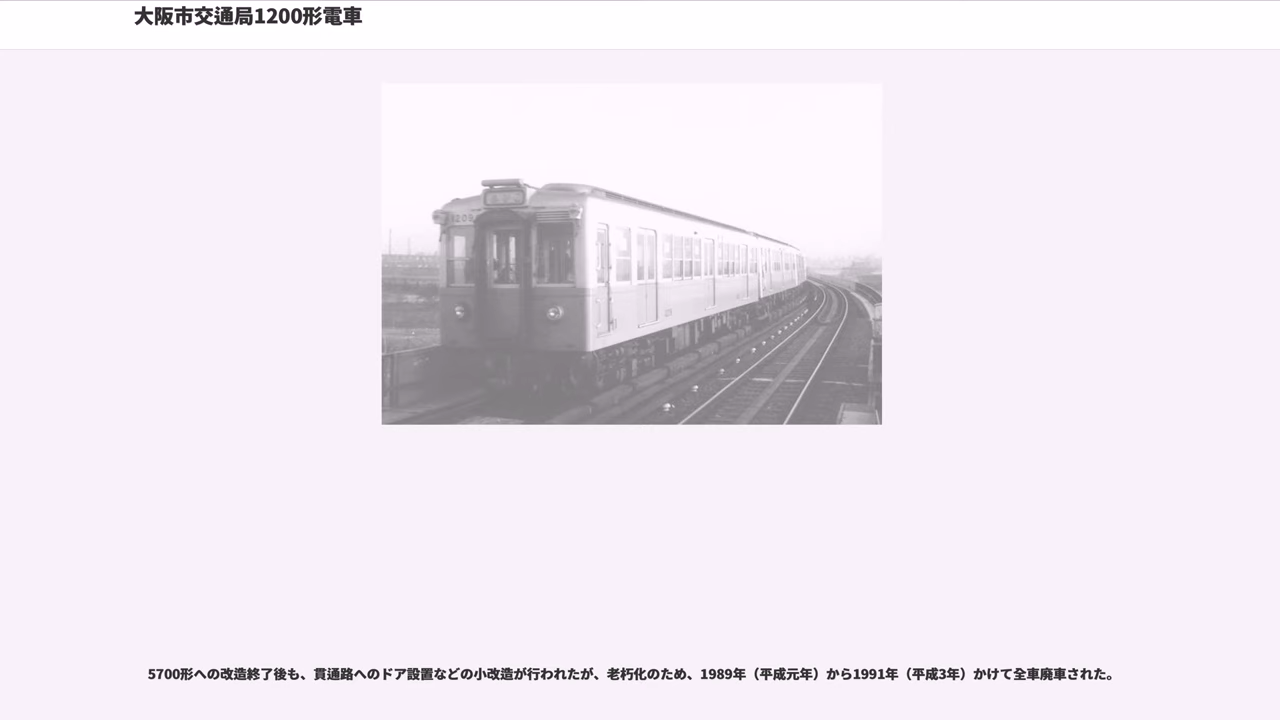 大阪市交通局1200形電車
5700形への改造終了後も、貫通路へのドア設置などの小改造が行われたが、老朽化のため、1989年（平成元年）から1991年（平成3年）かけて全車廃車された。